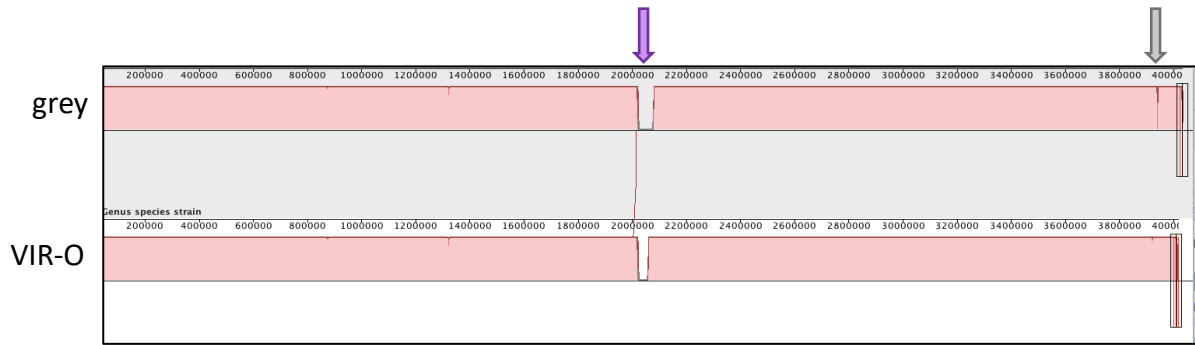 200000 400000 600000 800000 1000000 1200000 1400000 1600000 1800000 2000000 2200000 2400000 2600000 2800000 3000000 3200000 3400000 3600000 3800000 400000
grey
Genus species strain
200000 400000 600000 800000 1000000 1200000 1400000 1600000 1800000 2000000 2200000 2400000 2600000 2800000 3000000 3200000 3400000 3600000 3800000 40000
VIR-O